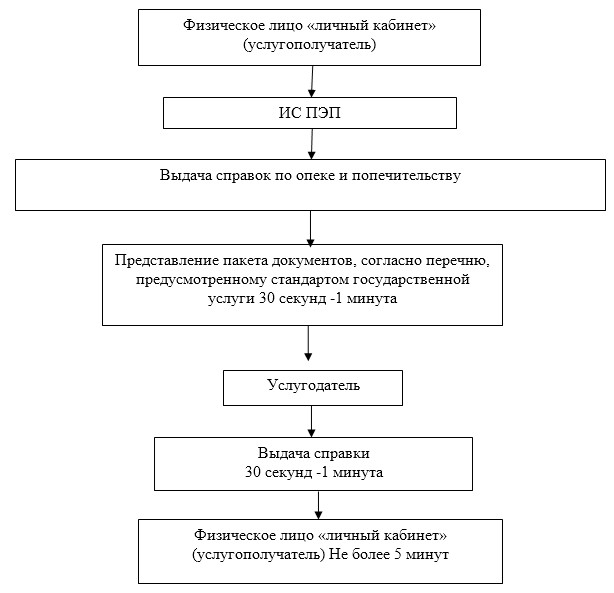 Физическое лицо «личный кабинет»
(услугополучатель)
ИС ПЭП
Выдача справок по опеке и попечительству
Представление пакета документов, согласно перечню,
предусмотренному стандартом государственной
услуги 30 секунд -1 минута
Услугодатель
Выдача справки
30 секунд -1 минута
Физическое лицо «личный кабинет»
(услугополучатель) Не более 5 минут